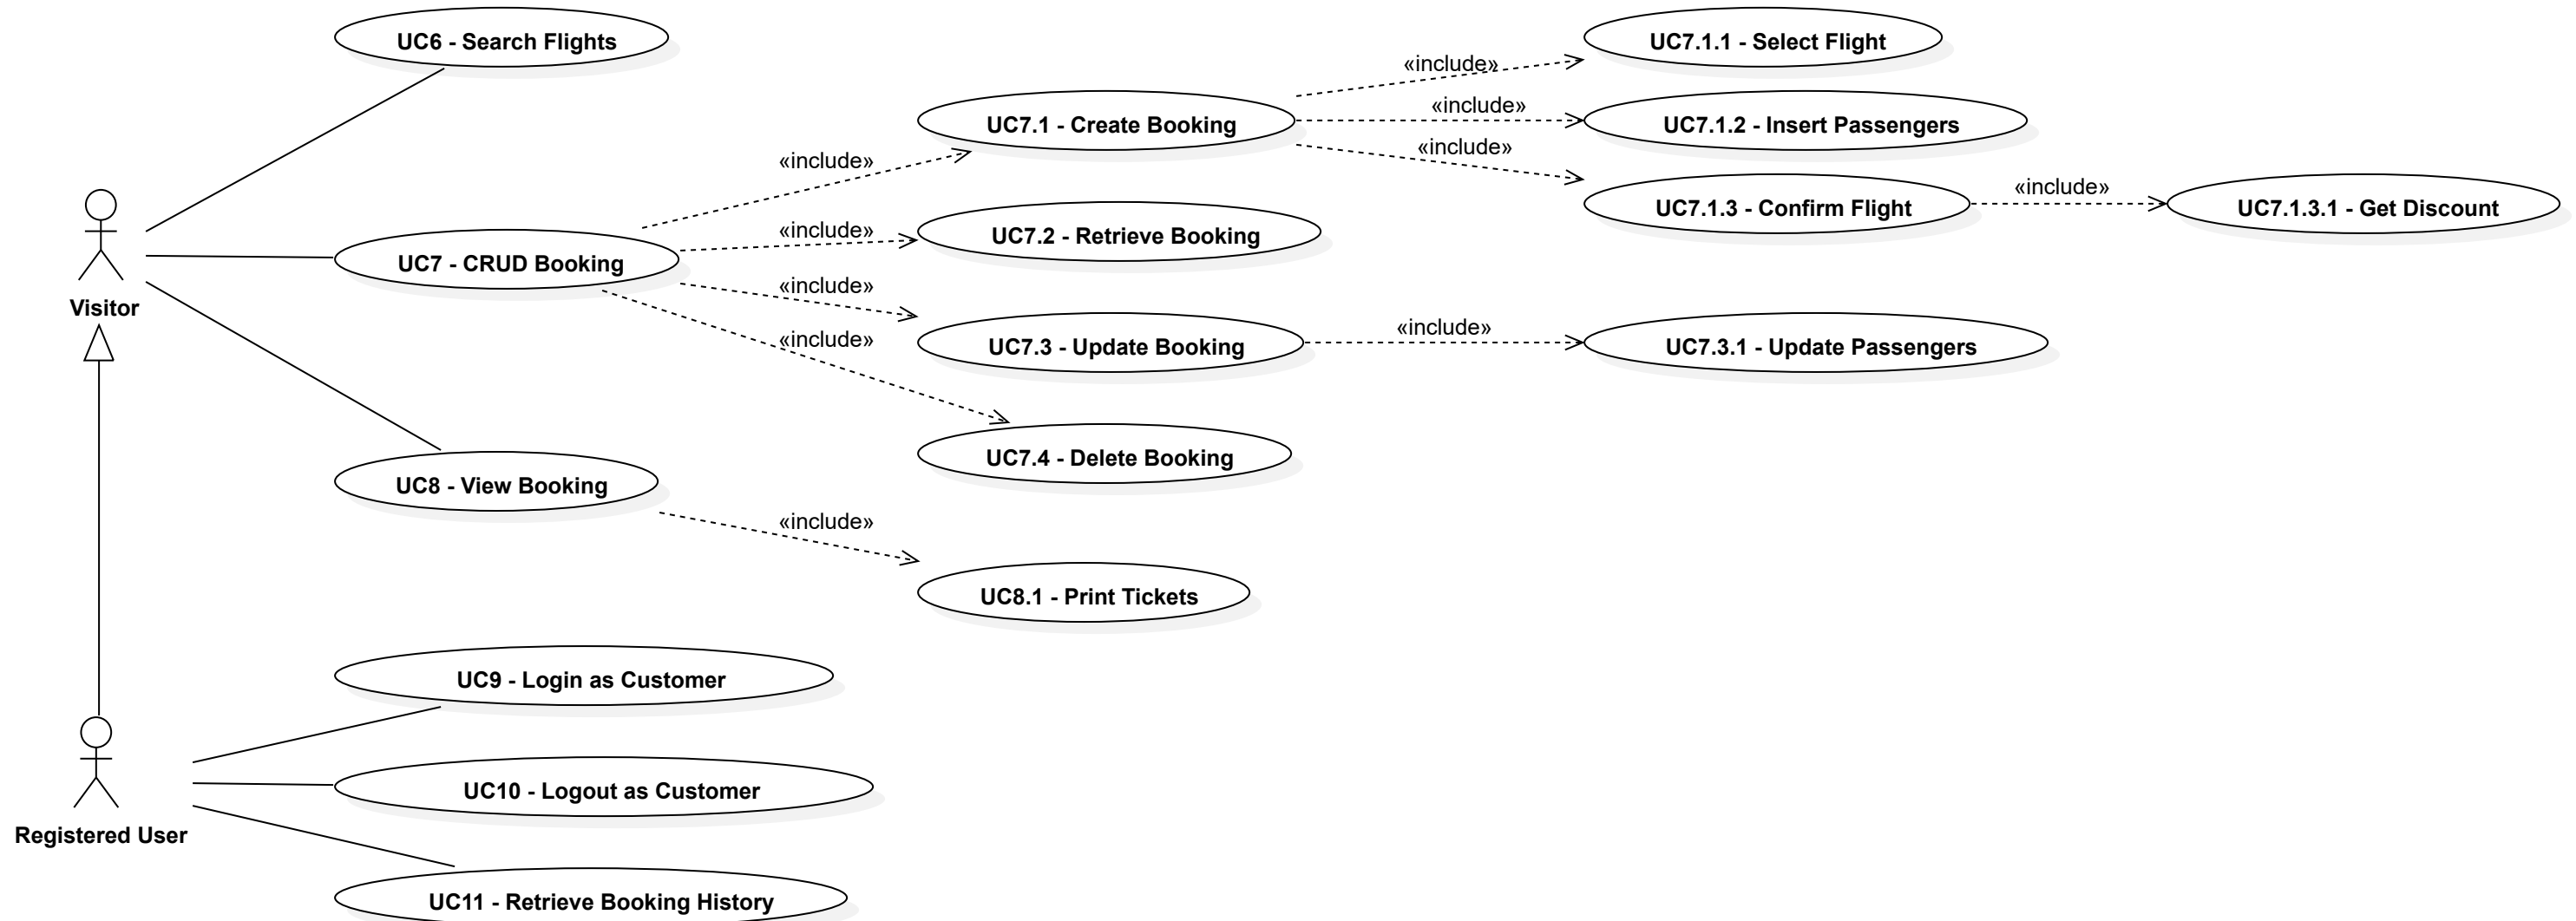 UC6 - Search Flights
UC7.1.1 - Select Flight
«include»
UC7.1 - Create Booking
«include»
UC7.1.2 - Insert Passengers
«include»
«include»
UC7.1.3 - Confirm Flight
«include»
UC7.1.3.1 - Get Discount
«include»
UC7.2 - Retrieve Booking
UC7 - CRUD Booking
«include»
Visitor
«include»
UC7.3 - Update Booking
«include»
UC7.3.1 - Update Passengers
UC7.4 - Delete Booking
UC8 - View Booking
«include»
UC8.1 - Print Tickets
UC9 - Login as Customer
UC10 - Logout as Customer
Registered User
UC11 - Retrieve Booking History